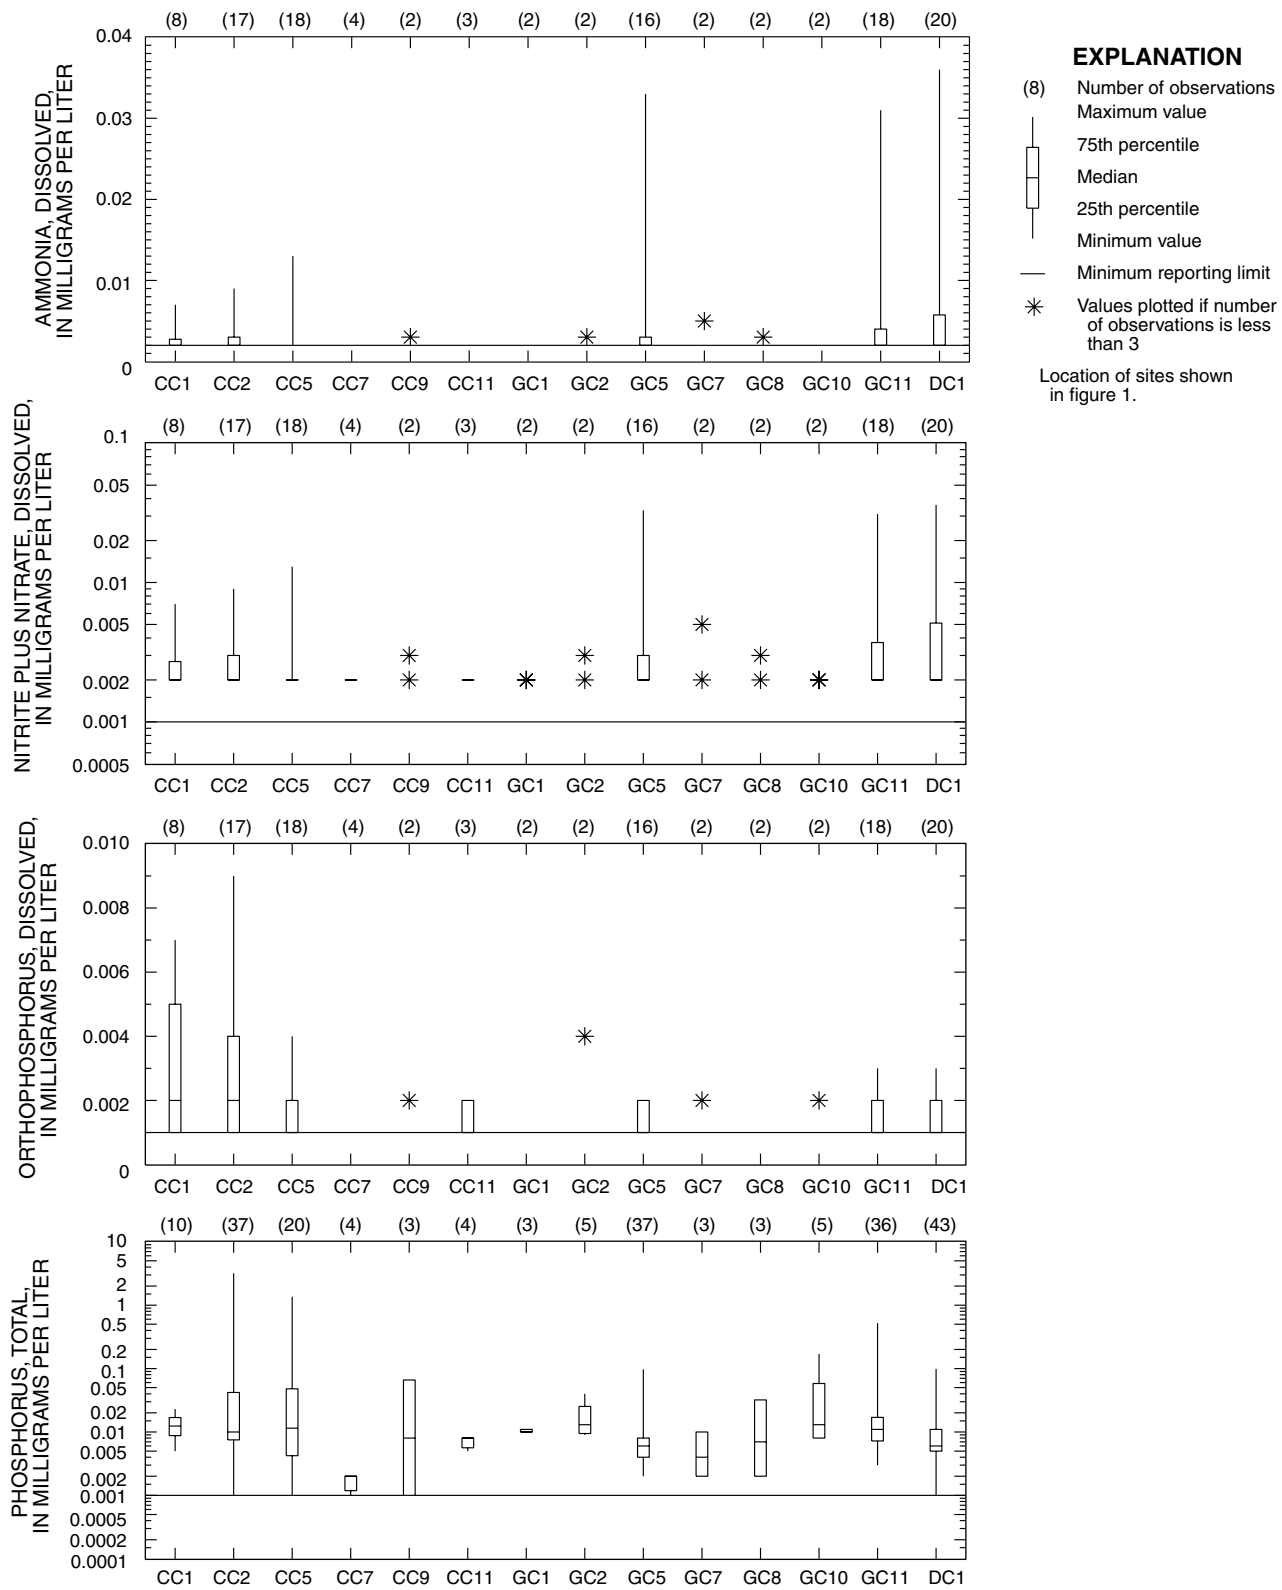 (8) (17) (18) (4) (2) (3) (2) (2) (16) (2) (2) (2) (18) (20)
AMMONIA, DISSOLVED,
IN MILLIGRAMS PER LITER
0.04
0.03
0.02
0.01
0
CC1 CC2 CC5 CC7 CC9 CC11 GC1 GC2 GC5 GC7 GC8 GC10 GC11 DC1
EXPLANATION
(8) Number of observations
Maximum value
75th percentile
Median
25th percentile
Minimum value
Minimum reporting limit
Values plotted if number
of observations is less
than 3
Location of sites shown
in figure 1.
(8) (17) (18) (4) (2) (3) (2) (2) (16) (2) (2) (2) (18) (20)
NITRITE PLUS NITRATE, DISSOLVED,
IN MILLIGRAMS PER LITER
0.1
0.05
0.02
0.01
0.005
0.002
0.001
0.0005
CC1 CC2 CC5 CC7 CC9 CC11 GC1 GC2 GC5 GC7 GC8 GC10 GC11 DC1
(8) (17) (18) (4) (2) (3) (2) (2) (16) (2) (2) (2) (18) (20)
ORTHOPHOSPHORUS, DISSOLVED,
IN MILLIGRAMS PER LITER
0.010
0.008
0.006
0.004
0.002
0
CC1 CC2 CC5 CC7 CC9 CC11 GC1 GC2 GC5 GC7 GC8 GC10 GC11 DC1
(10) (37) (20) (4) (3) (4) (3) (5) (37) (3) (3) (5) (36) (43)
PHOSPHORUS, TOTAL,
IN MILLIGRAMS PER LITER
10
5
2
1
0.5
0.2
0.1
0.05
0.02
0.01
0.005
0.002
0.001
0.0005
0.0002
0.0001
CC1 CC2 CC5 CC7 CC9 CC11 GC1 GC2 GC5 GC7 GC8 GC10 GC11 DC1